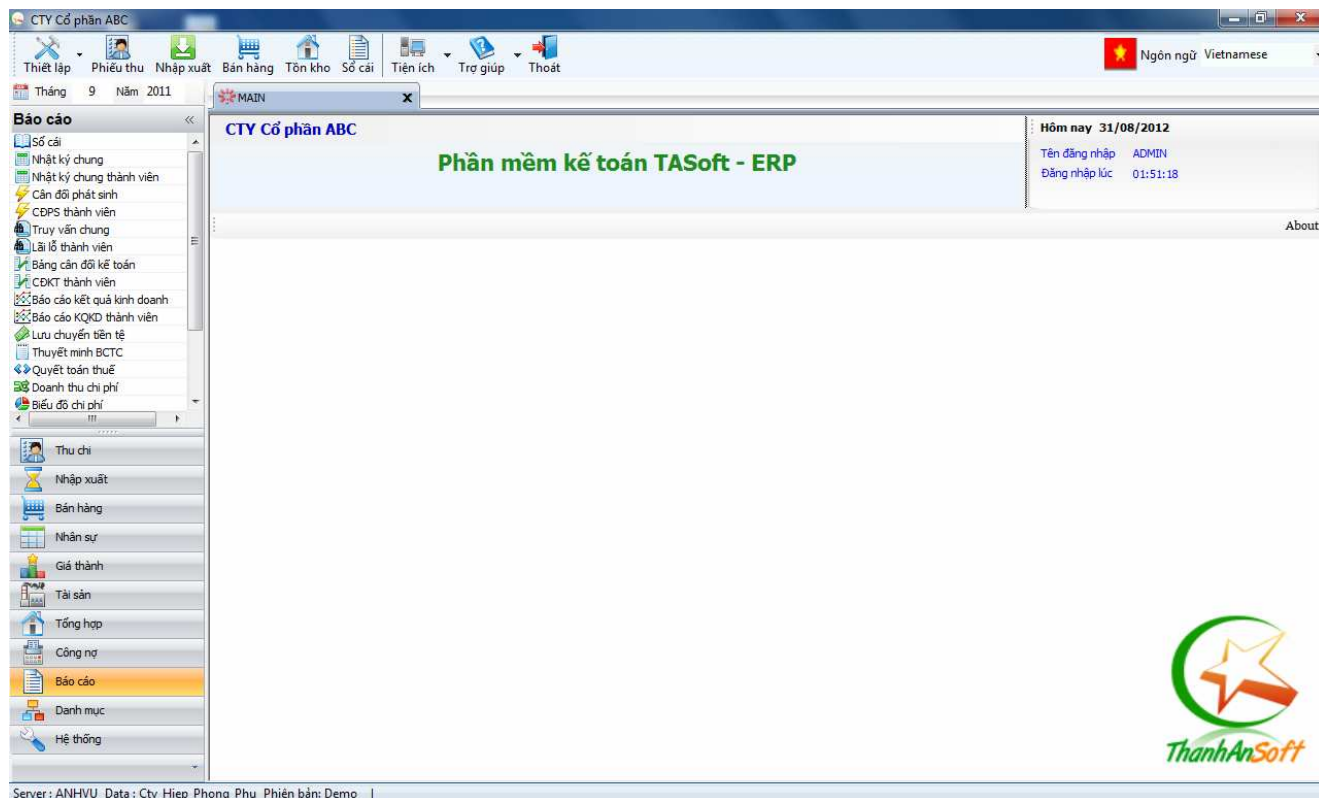 CTY Cổ phần ABC
Thiết lập Phiếu thu Nhập xuất Bán hàng Tồn kho Sổ cái Tiện ích Trợ giúp Thoát
Ngôn ngữ Vietnamese
Tháng 9 Năm 2011
MAIN X
Báo cáo
Sổ cái
Nhật ký chung
Nhật ký chung thành viên
Cân đối phát sinh
CĐPS thành viên
Truy vấn chung
Lãi lỗ thành viên
Bảng cân đối kế toán
CĐKT thành viên
Báo cáo kết quả kinh doanh
Báo cáo KQKD thành viên
Lưu chuyển tiền tệ
Thuyết minh BCTC
Quyết toán thuế
Doanh thu chi phí
Biểu đồ chi phí
Thu chi
Nhập xuất
Bán hàng
Nhân sự
Giá thành
Tài sản
Tổng hợp
Công nợ
Báo cáo
Danh mục
Hệ thống
CTY Cổ phần ABC
Phần mềm kế toán TASoft - ERP
Hôm nay 31/08/2012
Tên đăng nhập ADMIN
Đăng nhập lúc 01:51:18
About
ThanhAnSoft
Server : ANHVU Data : Cty_Hiep_Phong_Phu Phiên bản: Demo |